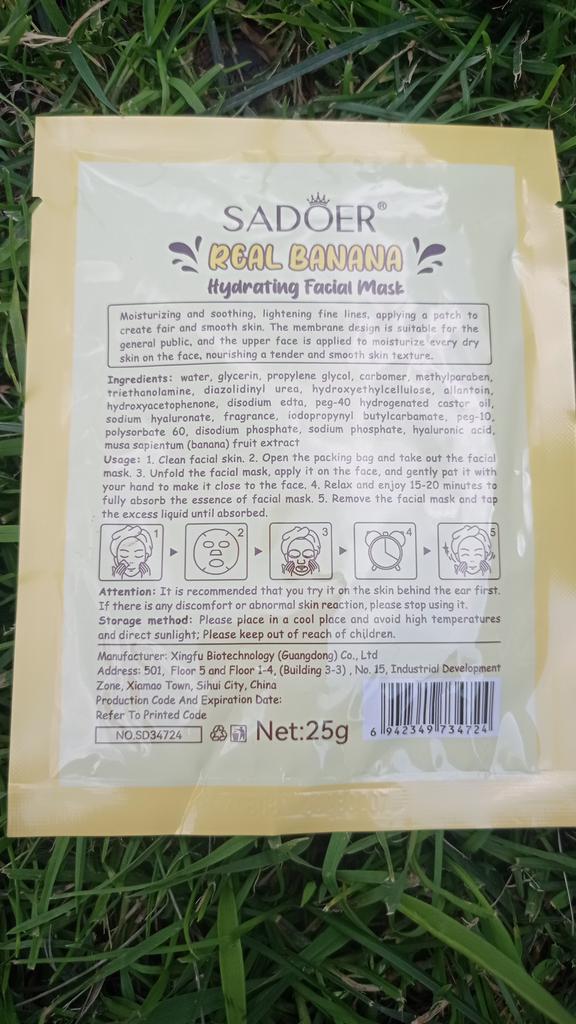 SADOER®
REAL BANANA
Hydrating Facial Mask
Moisturizing and soothing, lightening fine lines, applying a patch to
create fair and smooth skin. The membrane design is suitable for the
general public, and the upper face is applied to moisturize every dry
skin on the face, nourishing a tender and smooth skin texture.
Ingredients: water, glycerin, propylene glycol, carbomer, methylparaben,
triethanolamine, diazolidinyl urea, hydroxyethylcellulose, allantoin,
hydroxyacetophenone, disodium edta, peg-40 hydrogenated castor oil,
sodium hyaluronate, fragrance, iodopropynyl butylcarbamate, peg-10,
polysorbate 60, disodium phosphate, sodium phosphate, hyaluronic acid,
musa sapientum (banana) fruit extract
Usage: 1. Clean facial skin. 2. Open the packing bag and take out the facial
mask. 3. Unfold the facial mask, apply it on the face, and gently pat it with
your hand to make it close to the face. 4. Relax and enjoy 15-20 minutes to
fully absorb the essence of facial mask. 5. Remove the facial mask and tap
the excess liquid until absorbed.
1 2 3 4 5
Attention: It is recommended that you try it on the skin behind the ear first.
If there is any discomfort or abnormal skin reaction, please stop using it.
Storage method: Please place in a cool place and avoid high temperatures
and direct sunlight; Please keep out of reach of children.
Manufacturer: Xingfu Biotechnology (Guangdong) Co., Ltd
Address: 501, Floor 5 and Floor 1-4, (Building 3-3) , No. 15, Industrial Development
Zone, Xiamao Town, Sihui City, China
Production Code And Expiration Date:
Refer To Printed Code
NO.SD34724 Net:25g
6 942349 734724